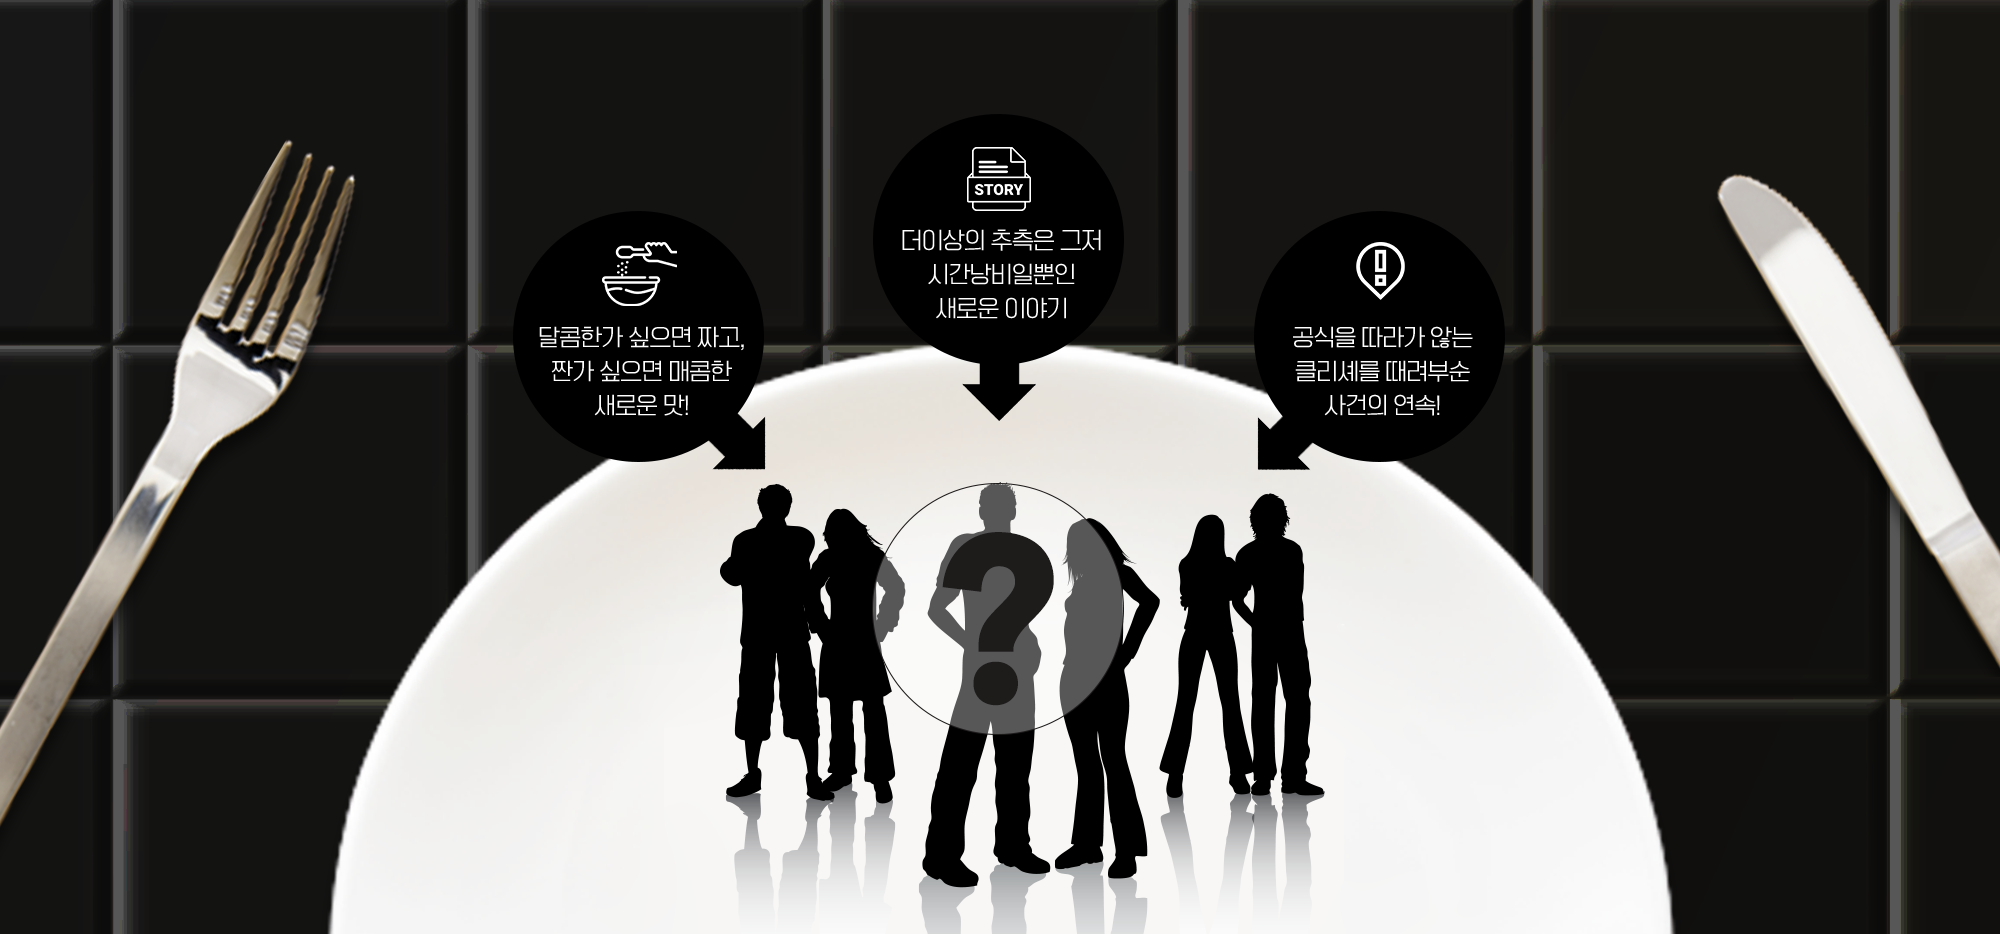 달콤한가 싶으면 짜고,
짠가 싶으면 매콤한
새로운 맛!
STORY
더이상의 추측은 그저
시간낭비일뿐인
새로운 이야기
공식을 따라가 않는
클리셰를 때려부순
사건의 연속!
?